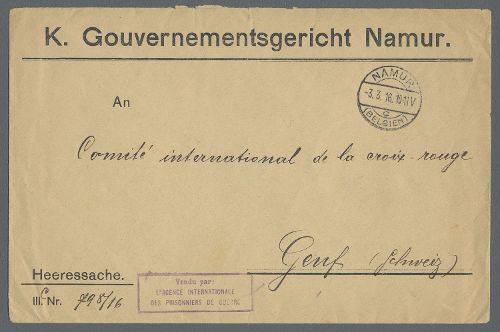 K. Gouvernementsgericht Namur.
NAMUR
-3.3.16.10-11V
c
(BELGIEN)
An
Comité international de la croix-rouge
Genf (Schweiz)
Heeressache.
III.c Nr. 798/16
Vendu par:
L'AGENCE INTERNATIONALE
DES PRISONNIERS DE GUERRE